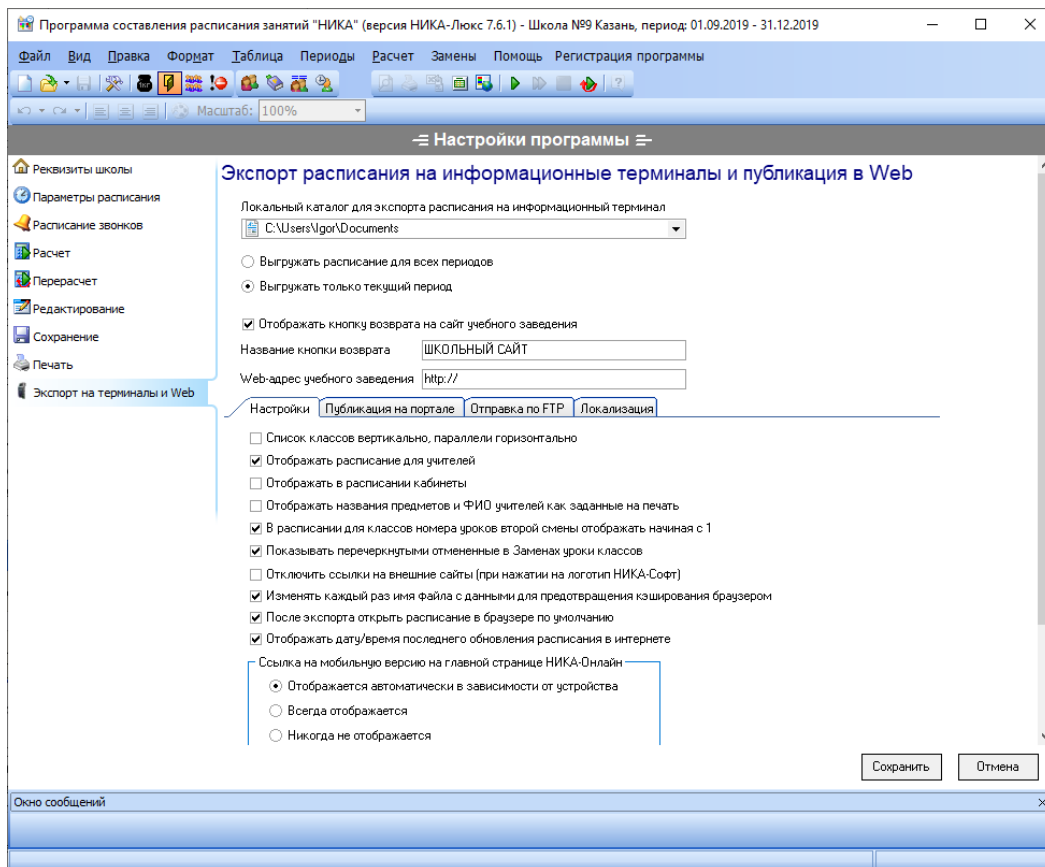 Программа составления расписания занятий "НИКА" (версия НИКА-Люкс 7.6.1) - Школа №9 Казань, период: 01.09.2019 - 31.12.2019
Файл Вид Правка Формат Таблица Периоды Расчет Замены Помощь Регистрация программы
Масштаб: 100%
Настройки программы
Реквизиты школы
Параметры расписания
Расписание звонков
Расчет
Перерасчет
Редактирование
Сохранение
Печать
Экспорт на терминалы и Web
Экспорт расписания на информационные терминалы и публикация в Web
Локальный каталог для экспорта расписания на информационный терминал
C:\Users\Igor\Documents
Выгружать расписание для всех периодов
Выгружать только текущий период
Отображать кнопку возврата на сайт учебного заведения
Название кнопки возврата ШКОЛЬНЫЙ САЙТ
Web-адрес учебного заведения http://
Настройки Публикация на портале Отправка по FTP Локализация
Список классов вертикально, параллели горизонтально
Отображать расписание для учителей
Отображать в расписании кабинеты
Отображать названия предметов и ФИО учителей как заданные на печать
В расписании для классов номера уроков второй смены отображать начиная с 1
Показывать перечеркнутыми отмененные в Заменах уроки классов
Отключить ссылки на внешние сайты (при нажатии на логотип НИКА-Софт)
Изменять каждый раз имя файла с данными для предотвращения кэширования браузером
После экспорта открыть расписание в браузере по умолчанию
Отображать дату/время последнего обновления расписания в интернете
Ссылка на мобильную версию на главной странице НИКА-Онлайн
Отображается автоматически в зависимости от устройства
Всегда отображается
Никогда не отображается
Сохранить Отмена
Окно сообщений